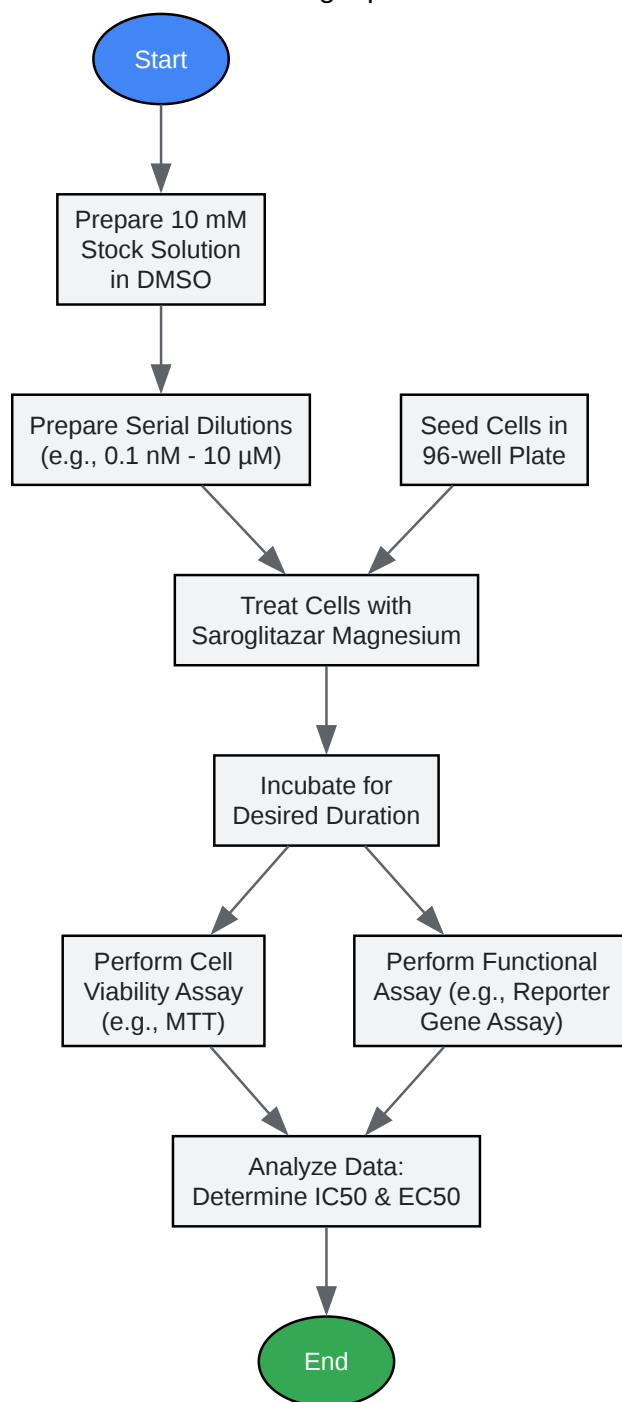 Start
Prepare 10 mM
Stock Solution
in DMSO
Prepare Serial Dilutions
(e.g., 0.1 nM - 10 µM)
Seed Cells in
96-well Plate
Treat Cells with
Saroglitazar Magnesium
Incubate for
Desired Duration
Perform Cell
Viability Assay
(e.g., MTT)
Perform Functional
Assay (e.g., Reporter
Gene Assay)
Analyze Data:
Determine IC50 & EC50
End